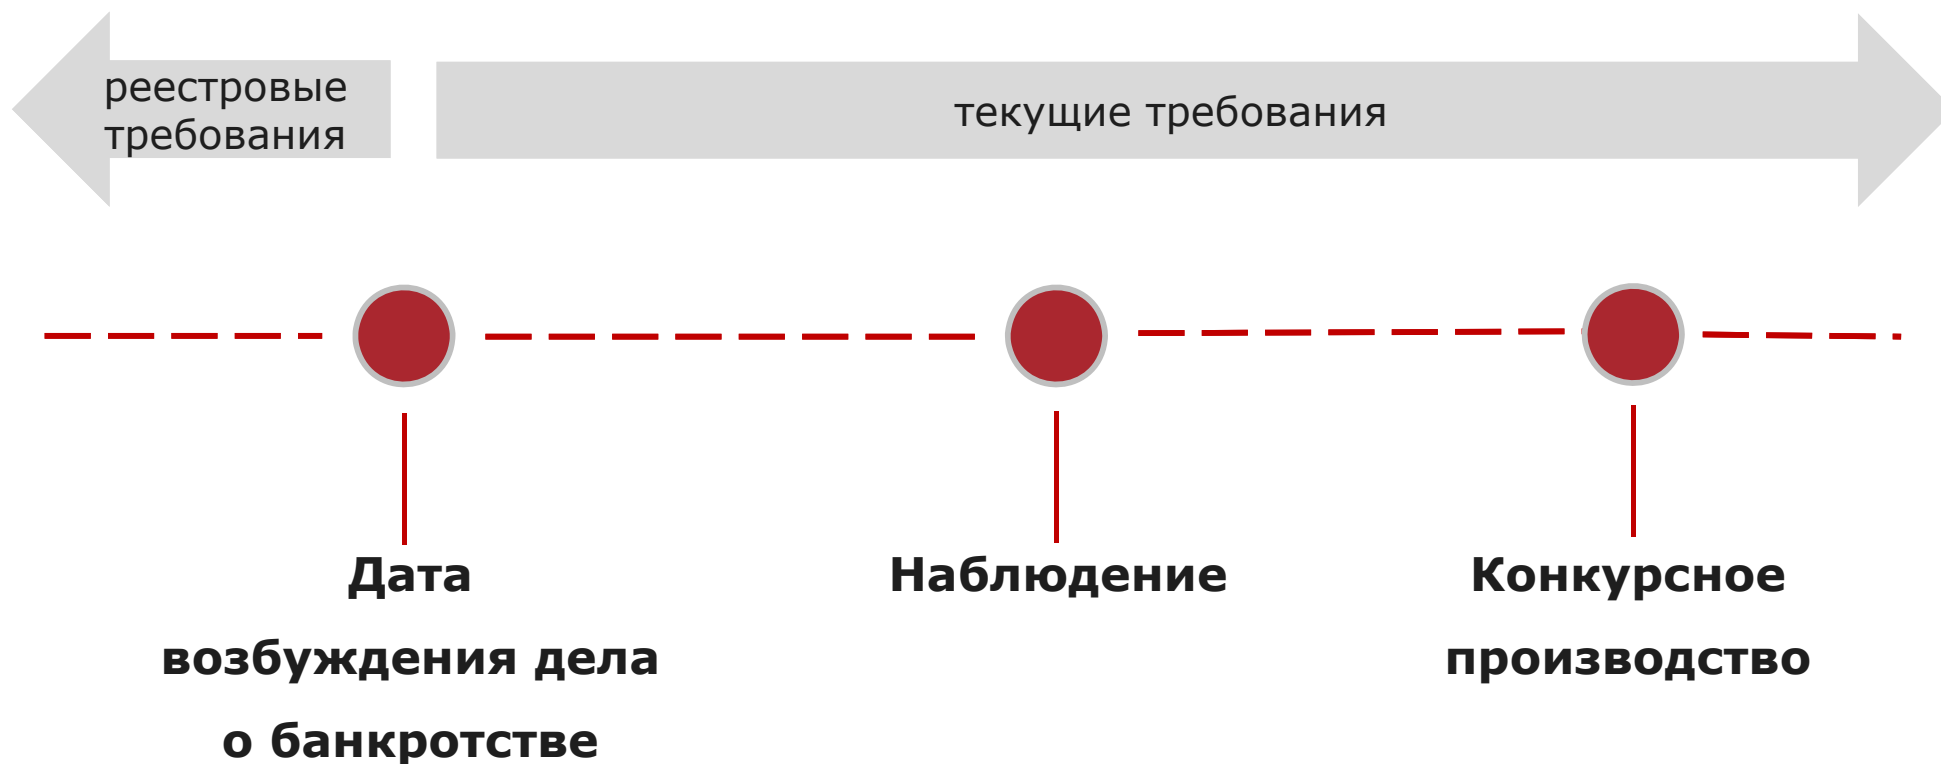 реестровые
требования
текущие требования
Дата
возбуждения дела
о банкротстве
Наблюдение
Конкурсное
производство